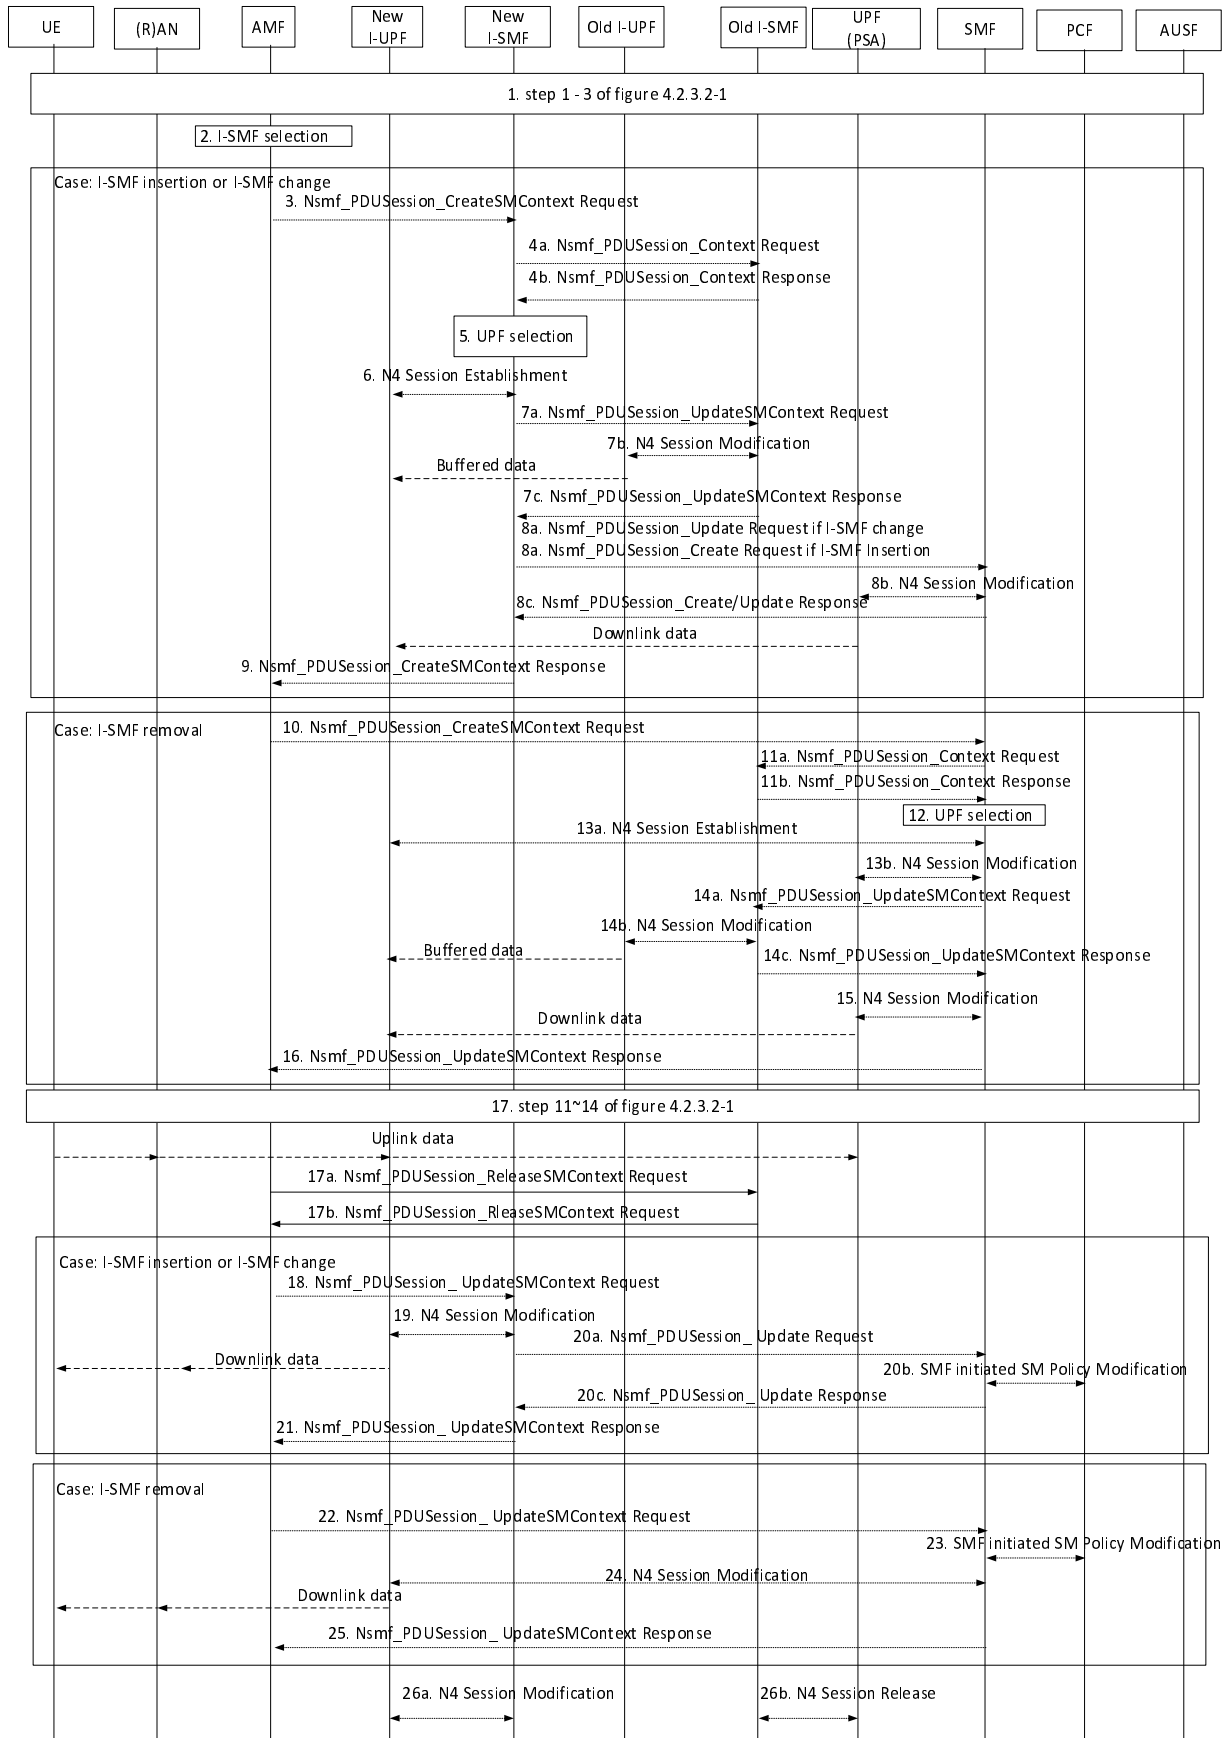 UE
(R)AN
AMF
New
I-UPF
New
I-SMF
Old I-UPF
Old I-SMF
UPF
(PSA)
SMF
PCF
AUSF
1. step 1 - 3 of figure 4.2.3.2-1
2. I-SMF selection
Case: I-SMF insertion or I-SMF change
3. Nsmf_PDUSession_CreateSMContext Request
4a. Nsmf_PDUSession_Context Request
4b. Nsmf_PDUSession_Context Response
5. UPF selection
6. N4 Session Establishment
7a. Nsmf_PDUSession_UpdateSMContext Request
7b. N4 Session Modification
Buffered data
7c. Nsmf_PDUSession_UpdateSMContext Response
8a. Nsmf_PDUSession_Update Request if I-SMF change
8a. Nsmf_PDUSession_Create Request if I-SMF Insertion
8b. N4 Session Modification
8c. Nsmf_PDUSession_Create/Update Response
Downlink data
9. Nsmf_PDUSession_CreateSMContext Response
Case: I-SMF removal
10. Nsmf_PDUSession_CreateSMContext Request
11a. Nsmf_PDUSession_Context Request
11b. Nsmf_PDUSession_Context Response
12. UPF selection
13a. N4 Session Establishment
13b. N4 Session Modification
14a. Nsmf_PDUSession_UpdateSMContext Request
14b. N4 Session Modification
Buffered data
14c. Nsmf_PDUSession_UpdateSMContext Response
15. N4 Session Modification
Downlink data
16. Nsmf_PDUSession_UpdateSMContext Response
17. step 11~14 of figure 4.2.3.2-1
Uplink data
17a. Nsmf_PDUSession_ReleaseSMContext Request
17b. Nsmf_PDUSession_RleaseSMContext Request
Case: I-SMF insertion or I-SMF change
18. Nsmf_PDUSession_ UpdateSMContext Request
19. N4 Session Modification
20a. Nsmf_PDUSession_ Update Request
Downlink data
20b. SMF initiated SM Policy Modification
20c. Nsmf_PDUSession_ Update Response
21. Nsmf_PDUSession_ UpdateSMContext Response
Case: I-SMF removal
22. Nsmf_PDUSession_ UpdateSMContext Request
23. SMF initiated SM Policy Modification
24. N4 Session Modification
Downlink data
25. Nsmf_PDUSession_ UpdateSMContext Response
26a. N4 Session Modification
26b. N4 Session Release